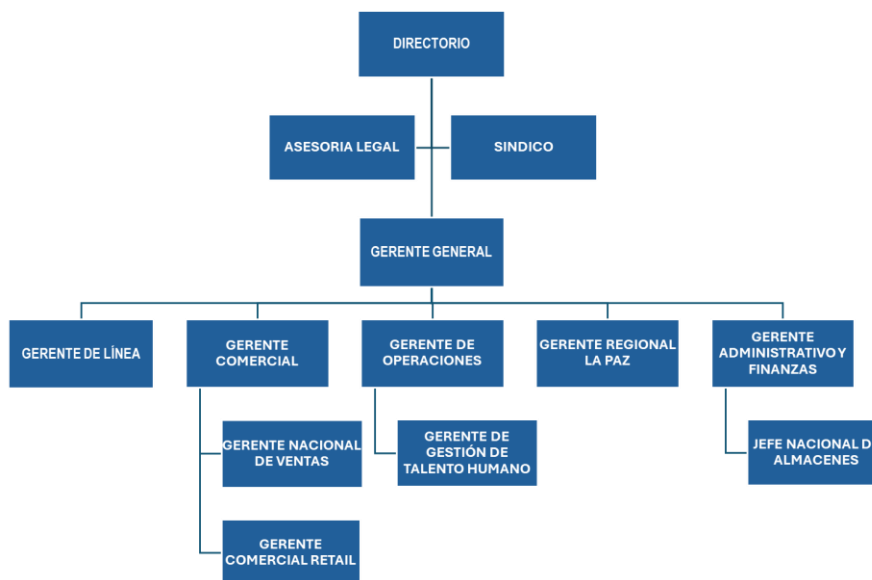 DIRECTORIO
ASESORIA LEGAL
SINDICO
GERENTE GENERAL
GERENTE DE LÍNEA
GERENTE
COMERCIAL
GERENTE DE
OPERACIONES
GERENTE REGIONAL
LA PAZ
GERENTE
ADMINISTRATIVO Y
FINANZAS
GERENTE NACIONAL
DE VENTAS
GERENTE DE
GESTIÓN DE
TALENTO HUMANO
JEFE NACIONAL D
ALMACENES
GERENTE
COMERCIAL RETAIL